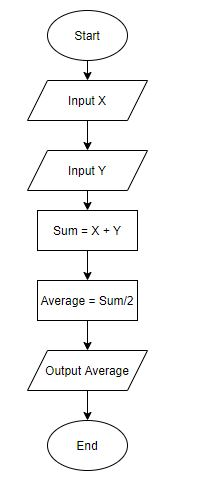 Start
Input X
Input Y
Sum = X + Y
Average = Sum/2
Output Average
End